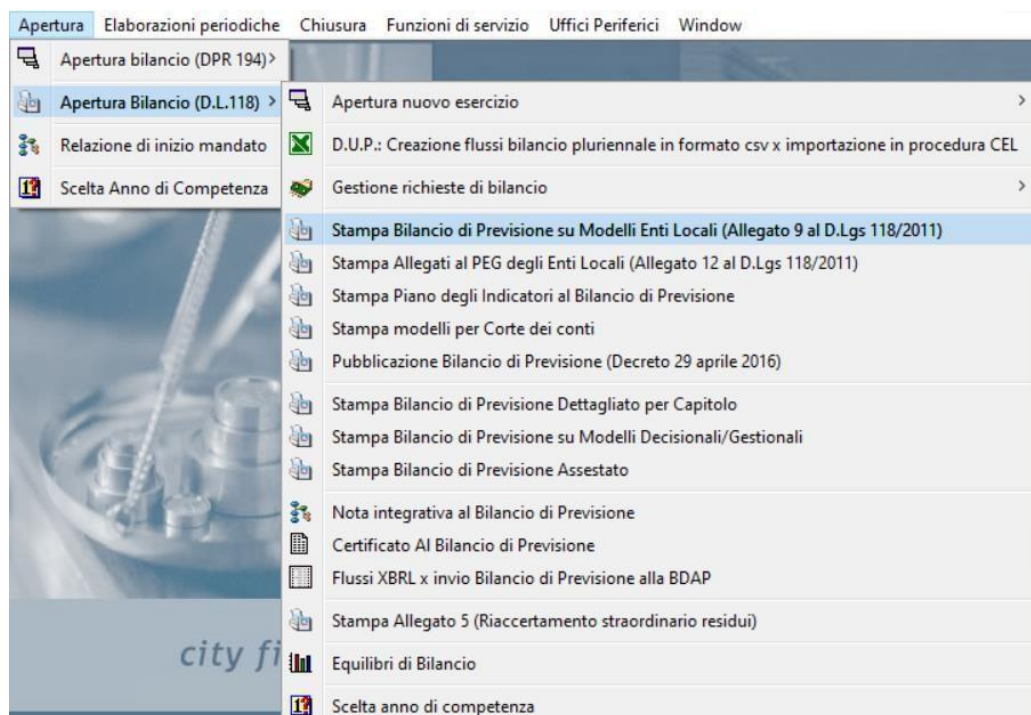 Apertura Elaborazioni periodiche Chiusura Funzioni di servizio Uffici Periferici Window
Apertura bilancio (DPR 194)>
Apertura Bilancio (D.L.118) >
Relazione di inizio mandato
Scelta Anno di Competenza
Apertura nuovo esercizio >
D.U.P.: Creazione flussi bilancio pluriennale in formato csv x importazione in procedura CEL
Gestione richieste di bilancio >
Stampa Bilancio di Previsione su Modelli Enti Locali (Allegato 9 al D.Lgs 118/2011)
Stampa Allegati al PEG degli Enti Locali (Allegato 12 al D.Lgs 118/2011)
Stampa Piano degli Indicatori al Bilancio di Previsione
Stampa modelli per Corte dei conti
Pubblicazione Bilancio di Previsione (Decreto 29 aprile 2016)
Stampa Bilancio di Previsione Dettagliato per Capitolo
Stampa Bilancio di Previsione su Modelli Decisionali/Gestionali
Stampa Bilancio di Previsione Assestato
Nota integrativa al Bilancio di Previsione
Certificato Al Bilancio di Previsione
Flussi XBRL x invio Bilancio di Previsione alla BDAP
Stampa Allegato 5 (Riaccertamento straordinario residui)
Equilibri di Bilancio
Scelta anno di competenza
city fi